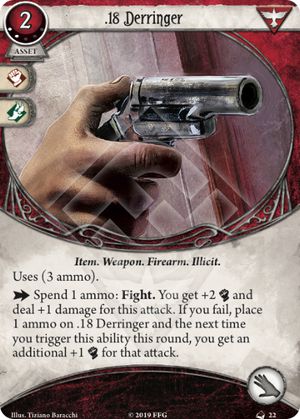 2
.18 Derringer
ASSET
Item. Weapon. Firearm. Illicit.
Uses (3 ammo).
Spend 1 ammo: Fight. You get +2 and
deal +1 damage for this attack. If you fail, place
1 ammo on .18 Derringer and the next time
you trigger this ability this round, you get an
additional +1 for that attack.
Illus. Tiziano Baracchi © 2019 FFG 22